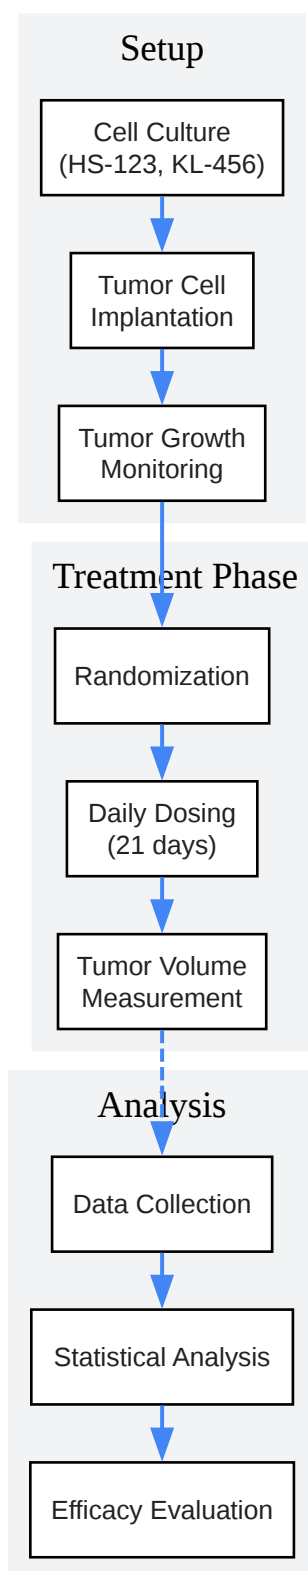 Setup
Cell Culture
(HS-123, KL-456)
Tumor Cell
Implantation
Tumor Growth
Monitoring
Treatment Phase
Randomization
Daily Dosing
(21 days)
Tumor Volume
Measurement
Analysis
Data Collection
Statistical Analysis
Efficacy Evaluation